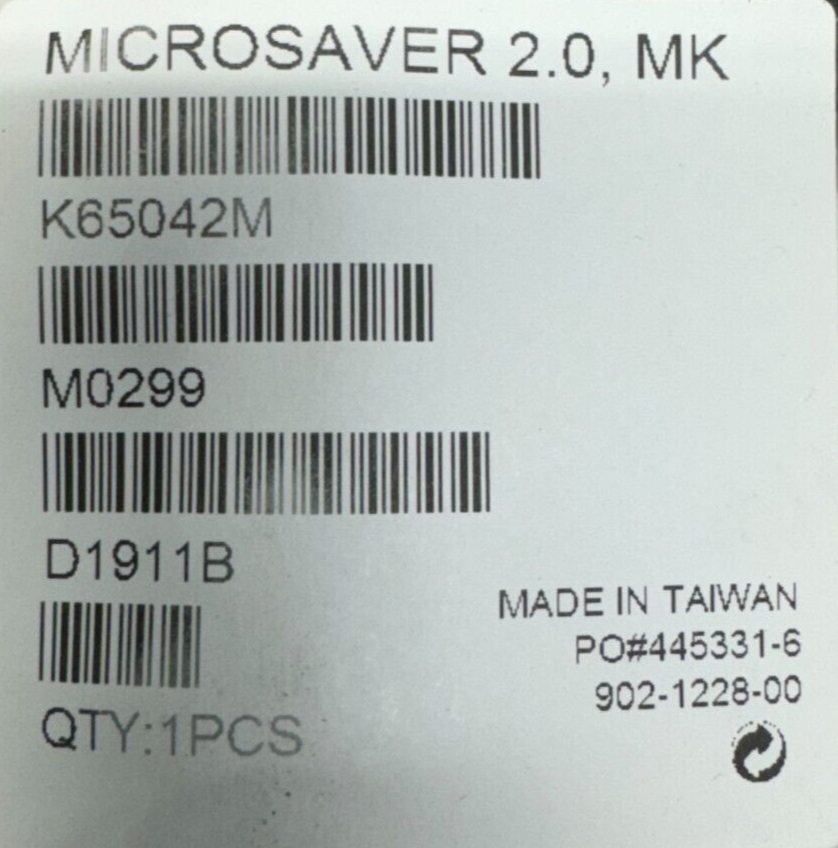 MICROSAVER 2.0, MK
K65042M
M0299
D1911B
MADE IN TAIWAN
PO#445331-6
902-1228-00
QTY:1PCS